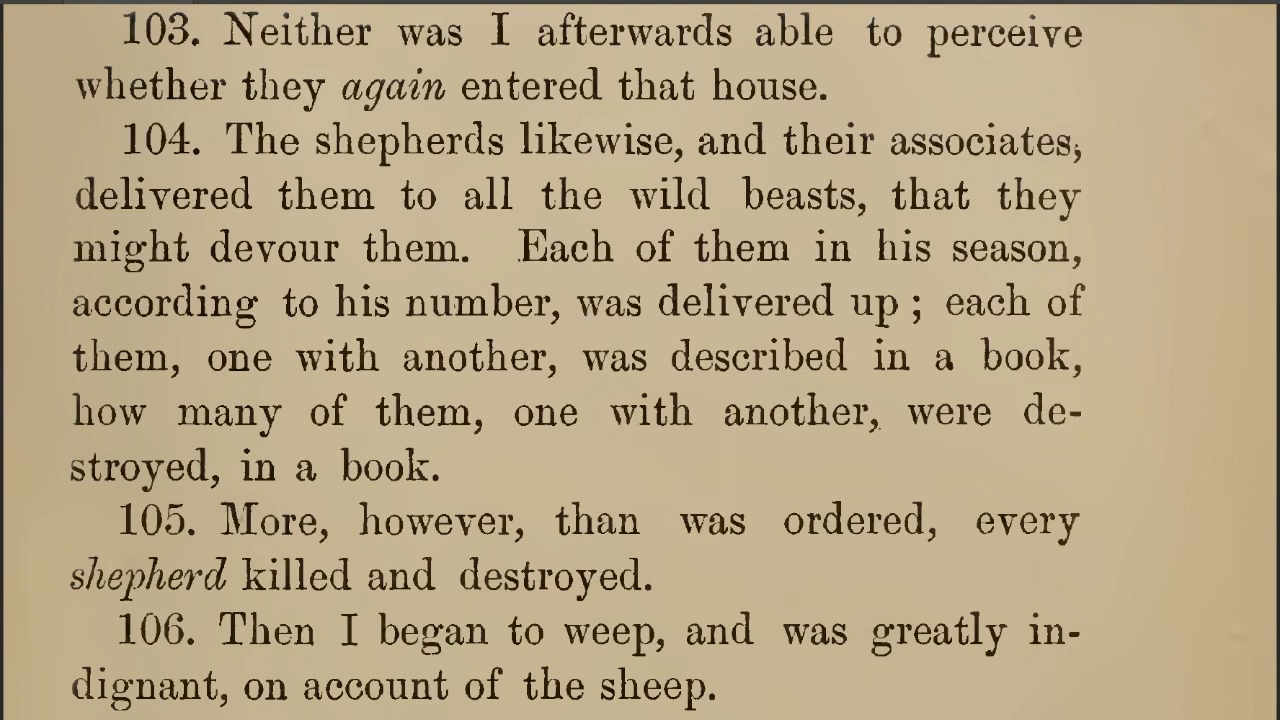 103. Neither was I afterwards able to perceive
whether they again entered that house.
104. The shepherds likewise, and their associates,
delivered them to all the wild beasts, that they
might devour them. Each of them in his season,
according to his number, was delivered up ; each of
them, one with another, was described in a book,
how many of them, one with another, were de-
stroyed, in a book.
105. More, however, than was ordered, every
shepherd killed and destroyed.
106. Then I began to weep, and was greatly in-
dignant, on account of the sheep.